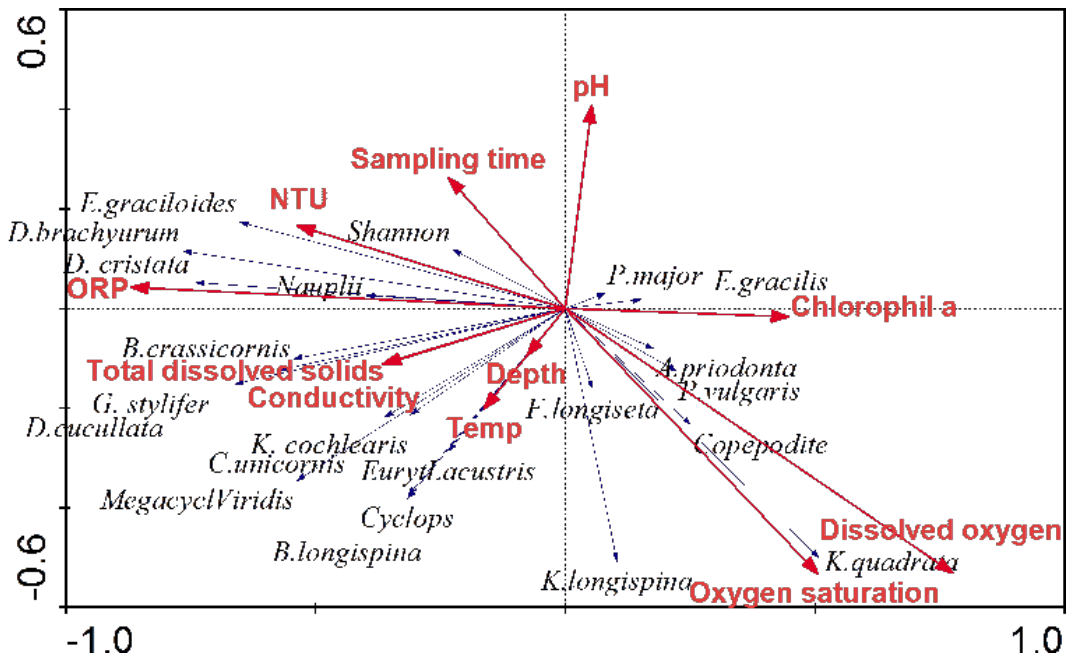 0.6
pH
Sampling time
E.graciloides
NTU
Shannon
D.brachyurum
D. cristata
P.major
E.gracilis
ORP
Nauplii
Chlorophil a
B.crassicornis
Total dissolved solids
Depth
A.priodonta
P.vulgaris
G. stylifer
Conductivity
F.longiseta
D.cucullata
Temp
K. cochlearis
Copepodite
C.unicornis
Euryt.lacustris
MegacyclViridis
Cyclops
Dissolved oxygen
B.longispina
K.quadrata
K.longispina
Oxygen saturation
-0.6
-1.0
1.0